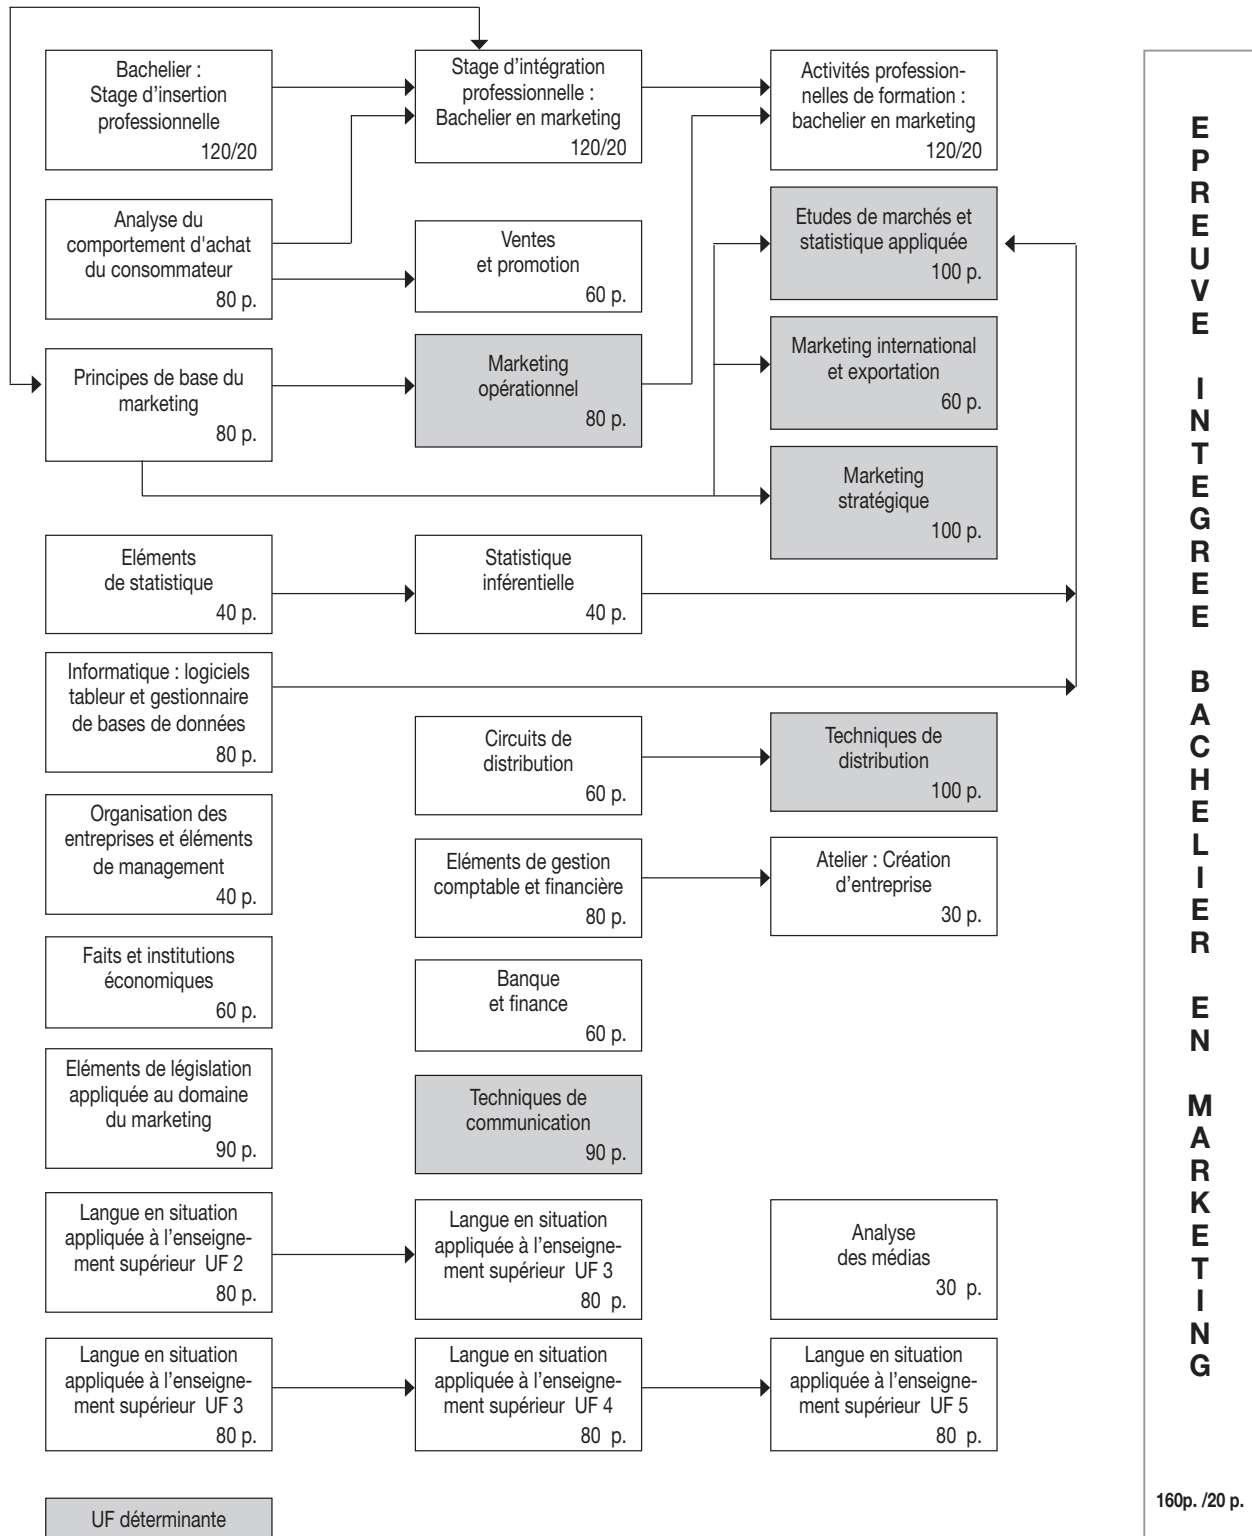 Bachelier :
Stage d'insertion
professionnelle
120/20
Stage d'intégration
professionnelle :
Bachelier en marketing
120/20
Activités profession-
nelles de formation :
bachelier en marketing
120/20
Analyse du
comportement d'achat
du consommateur
80 p.
Ventes
et promotion
60 p.
Etudes de marchés et
statistique appliquée
100 p.
Principes de base du
marketing
80 p.
Marketing
opérationnel
80 p.
Marketing international
et exportation
60 p.
Marketing
stratégique
100 p.
Eléments
de statistique
40 p.
Statistique
inférentielle
40 p.
Informatique : logiciels
tableur et gestionnaire
de bases de données
80 p.
Circuits de
distribution
60 p.
Techniques de
distribution
100 p.
Organisation des
entreprises et éléments
de management
40 p.
Eléments de gestion
comptable et financière
80 p.
Atelier : Création
d'entreprise
30 p.
Faits et institutions
économiques
60 p.
Banque
et finance
60 p.
Eléments de législation
appliquée au domaine
du marketing
90 p.
Techniques de
communication
90 p.
Langue en situation
appliquée à l'enseigne-
ment supérieur UF 2
80 p.
Langue en situation
appliquée à l'enseigne-
ment supérieur UF 3
80 p.
Analyse
des médias
30 p.
Langue en situation
appliquée à l'enseigne-
ment supérieur UF 3
80 p.
Langue en situation
appliquée à l'enseigne-
ment supérieur UF 4
80 p.
Langue en situation
appliquée à l'enseigne-
ment supérieur UF 5
80 p.
UF déterminante
EPREUVE INTEGREE BACHELIER EN MARKETING
160p. /20 p.